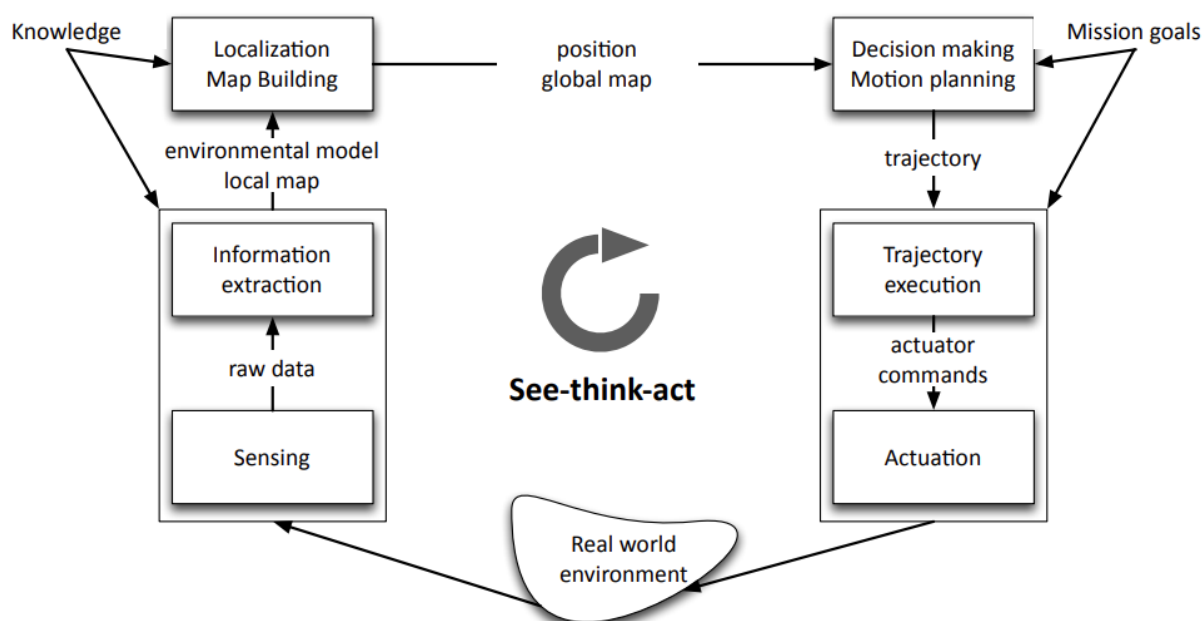 Knowledge
Localization
Map Building
position
global map
Decision making
Motion planning
Mission goals
environmental model
local map
trajectory
Information
extraction
Trajectory
execution
raw data
See-think-act
actuator
commands
Sensing
Actuation
Real world
environment